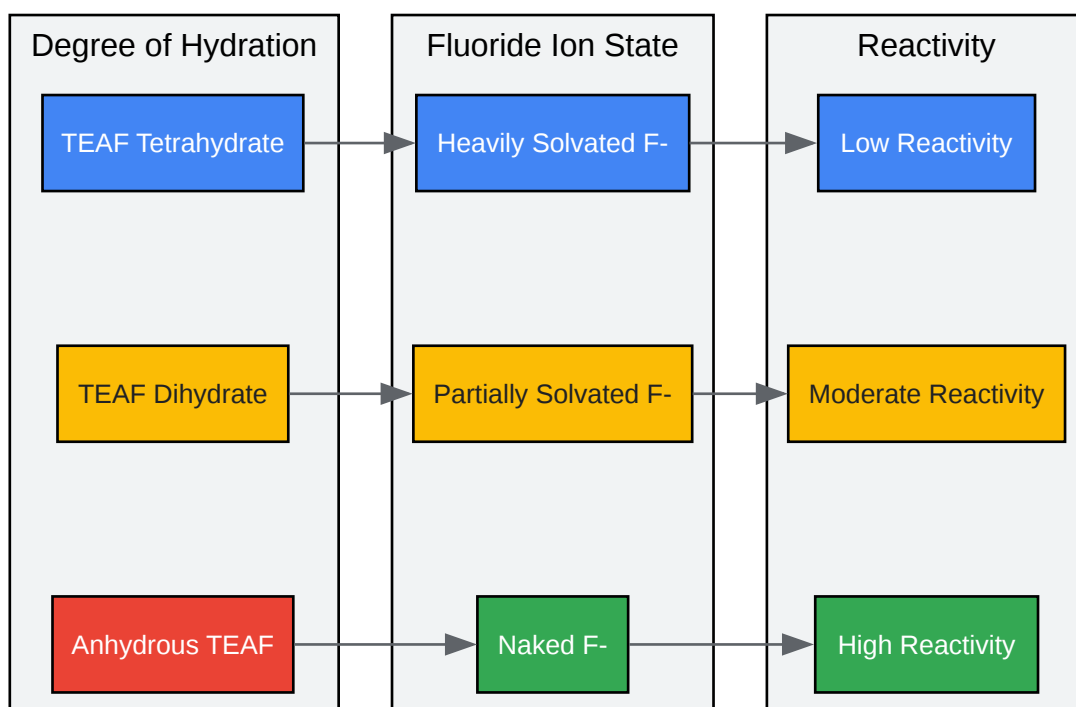 Degree of Hydration
Fluoride Ion State
Reactivity
TEAF Tetrahydrate
Heavily Solvated F-
Low Reactivity
TEAF Dihydrate
Partially Solvated F-
Moderate Reactivity
Anhydrous TEAF
Naked F-
High Reactivity